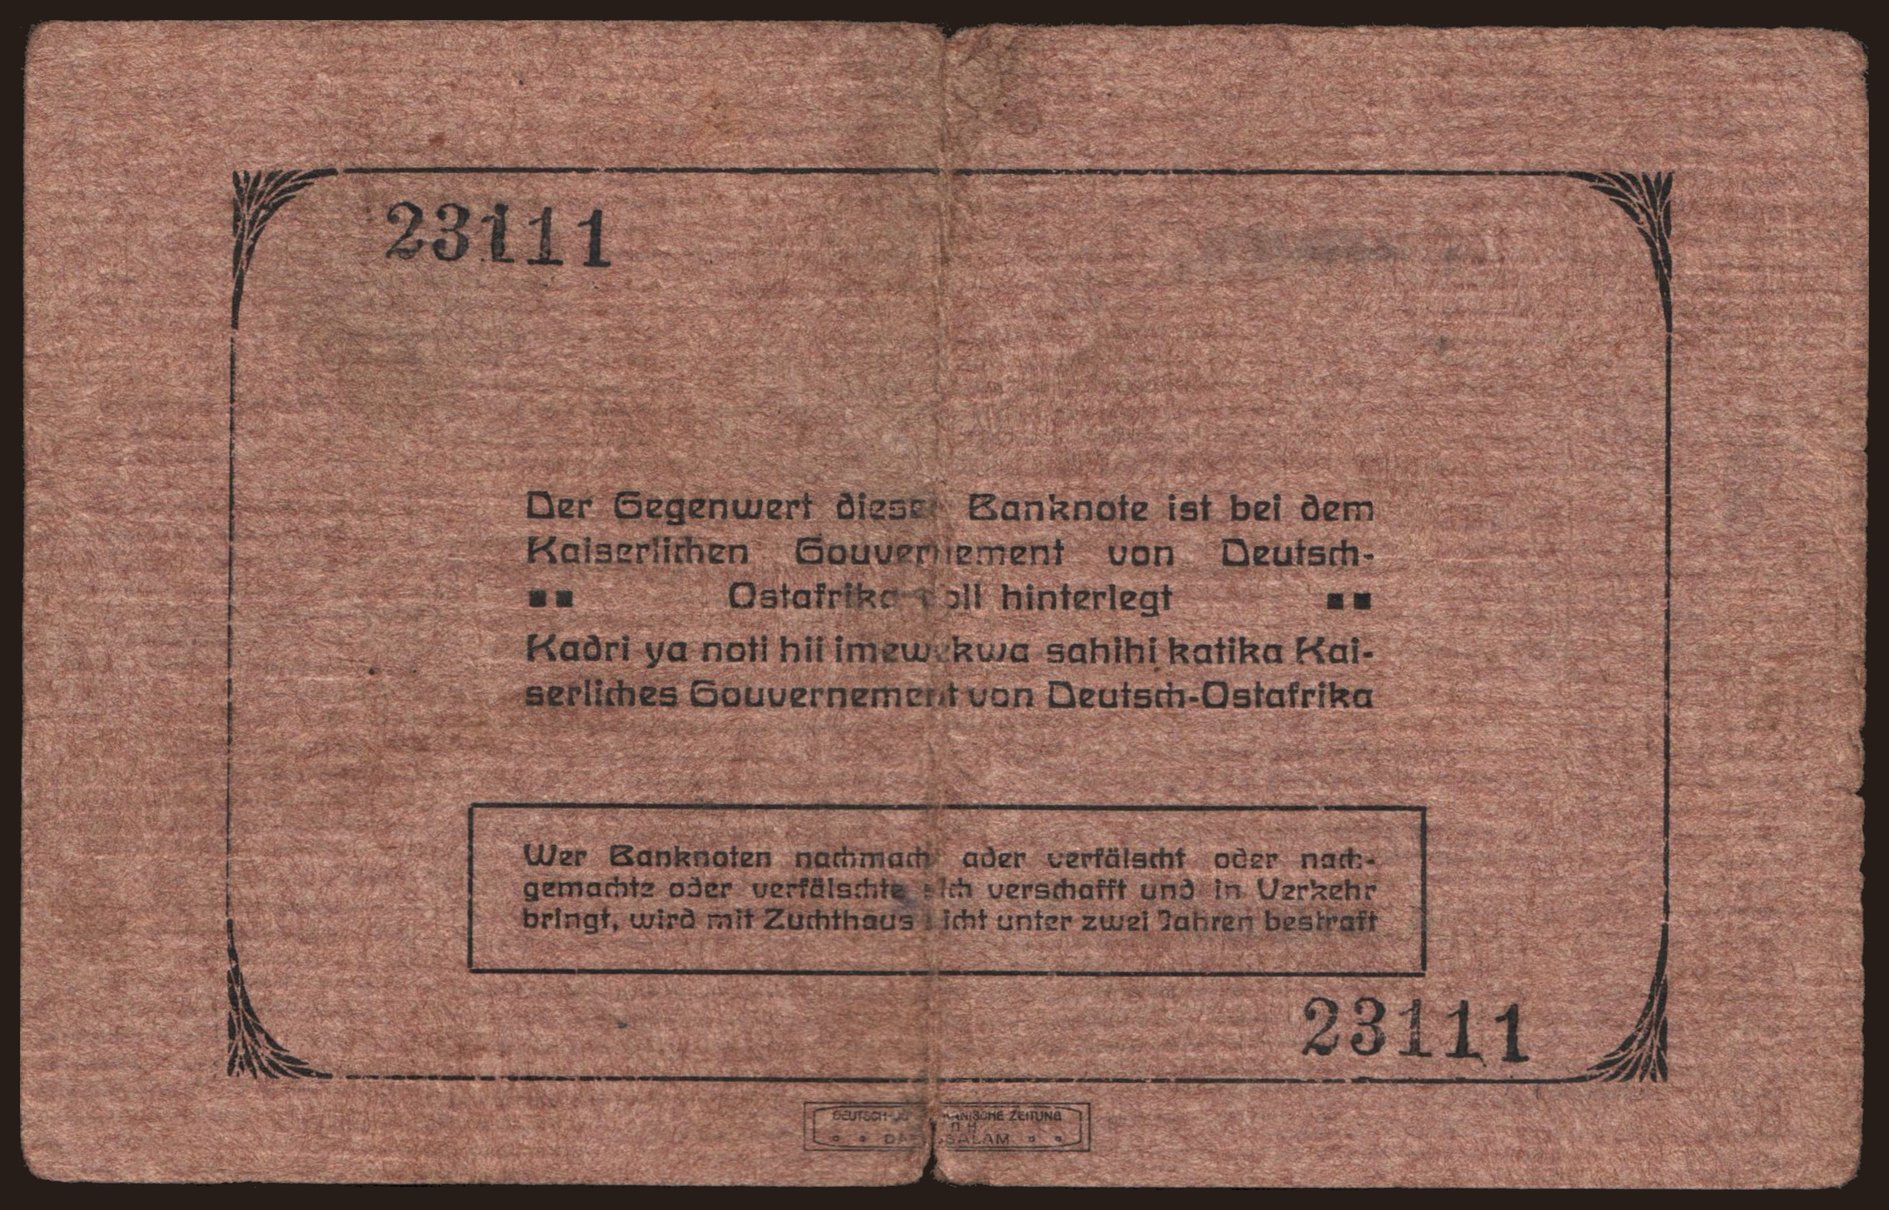 23111
Der Gegenwert dieser Banknote ist bei dem
Kaiserlichen Gouvernement von Deutsch-
Ostafrika voll hinterlegt
Kadri ya noti hii imewekwa sahihi katika Kai-
serliches Gouvernement von Deutsch-Ostafrika
Wer Banknoten nachmacht ader verfälscht oder nach-
gemachte oder verfälschte sich verschafft und in Verkehr
bringt, wird mit Zuchthaus nicht unter zwei Jahren bestraft
23111
ZEITUNG